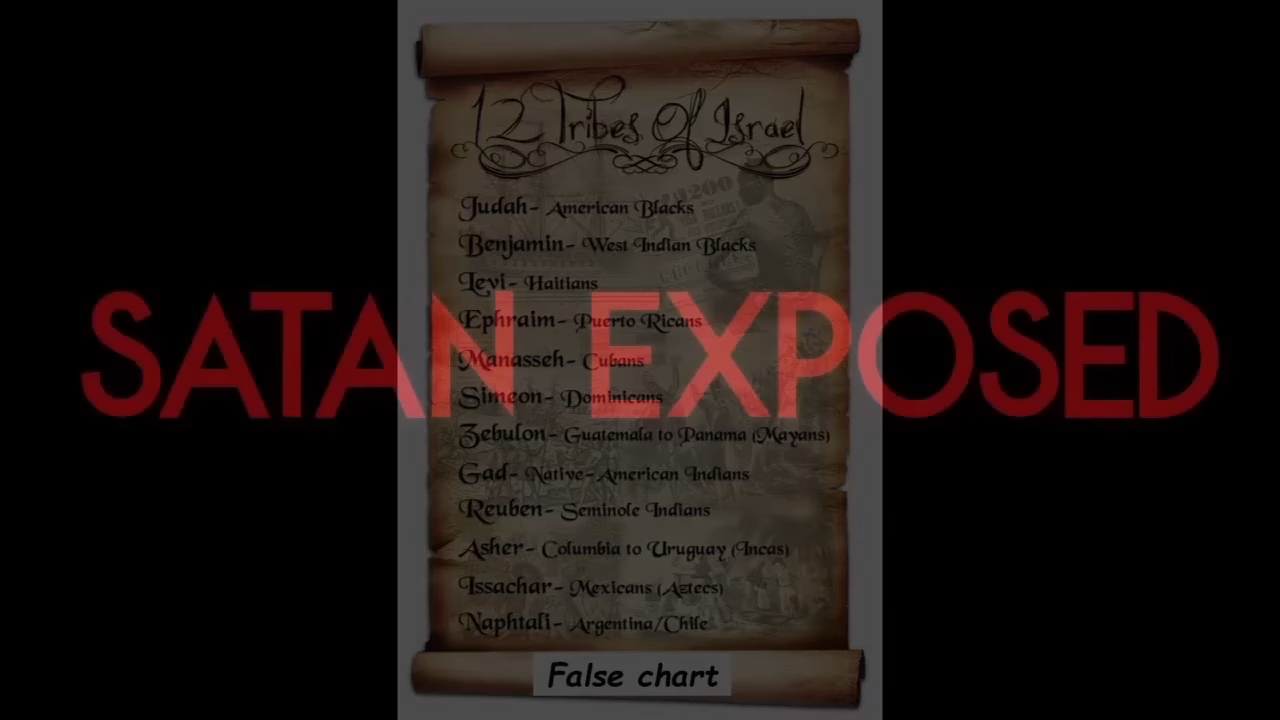 12 Tribes Of Israel
$1200
Judah- American Blacks
Benjamin- West Indian Blacks
Levi- Haitians
SATAN EXPOSED
Ephraim- Puerto Ricans
Manasseh- Cubans
Simeon- Dominicans
Zebulon- Guatemala to Panama (Mayans)
Gad- Native-American Indians
Reuben- Seminole Indians
Asher- Columbia to Uruguay (Incas)
Issachar- Mexicans (Aztecs)
Naphtali- Argentina/Chile
False chart